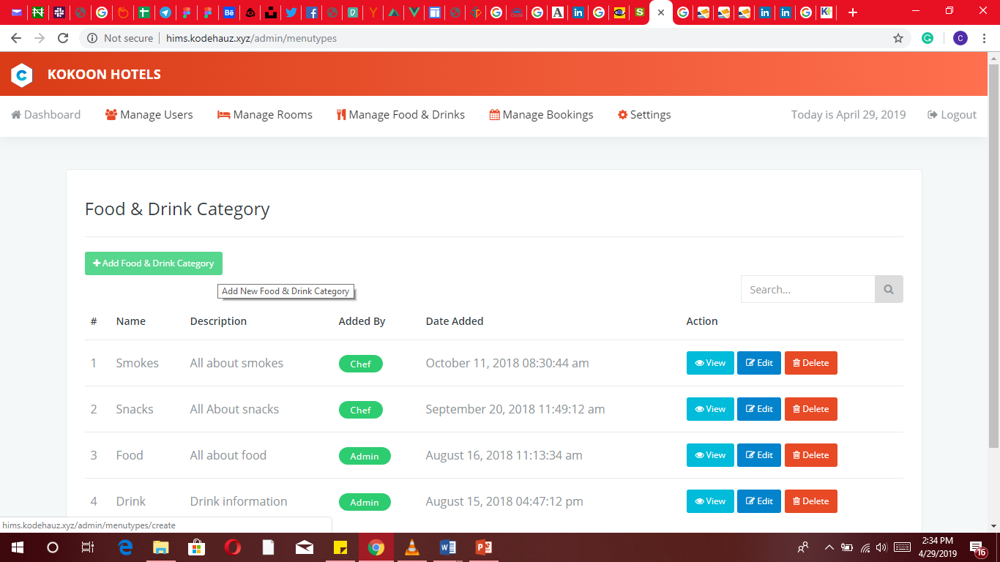 Not secure | hims.kodehauz.xyz/admin/menutypes
C
KOKOON HOTELS
Dashboard Manage Users Manage Rooms Manage Food & Drinks Manage Bookings Settings Today is April 29, 2019 Logout
Food & Drink Category
Add Food & Drink Category
Add New Food & Drink Category
Search...
# Name Description Added By Date Added Action
1 Smokes All about smokes Chef October 11, 2018 08:30:44 am View Edit Delete
2 Snacks All About snacks Chef September 20, 2018 11:49:12 am View Edit Delete
3 Food All about food Admin August 16, 2018 11:13:34 am View Edit Delete
4 Drink Drink information Admin August 15, 2018 04:47:12 pm View Edit Delete
hims.kodehauz.xyz/admin/menutypes/create
2:34 PM
4/29/2019
16